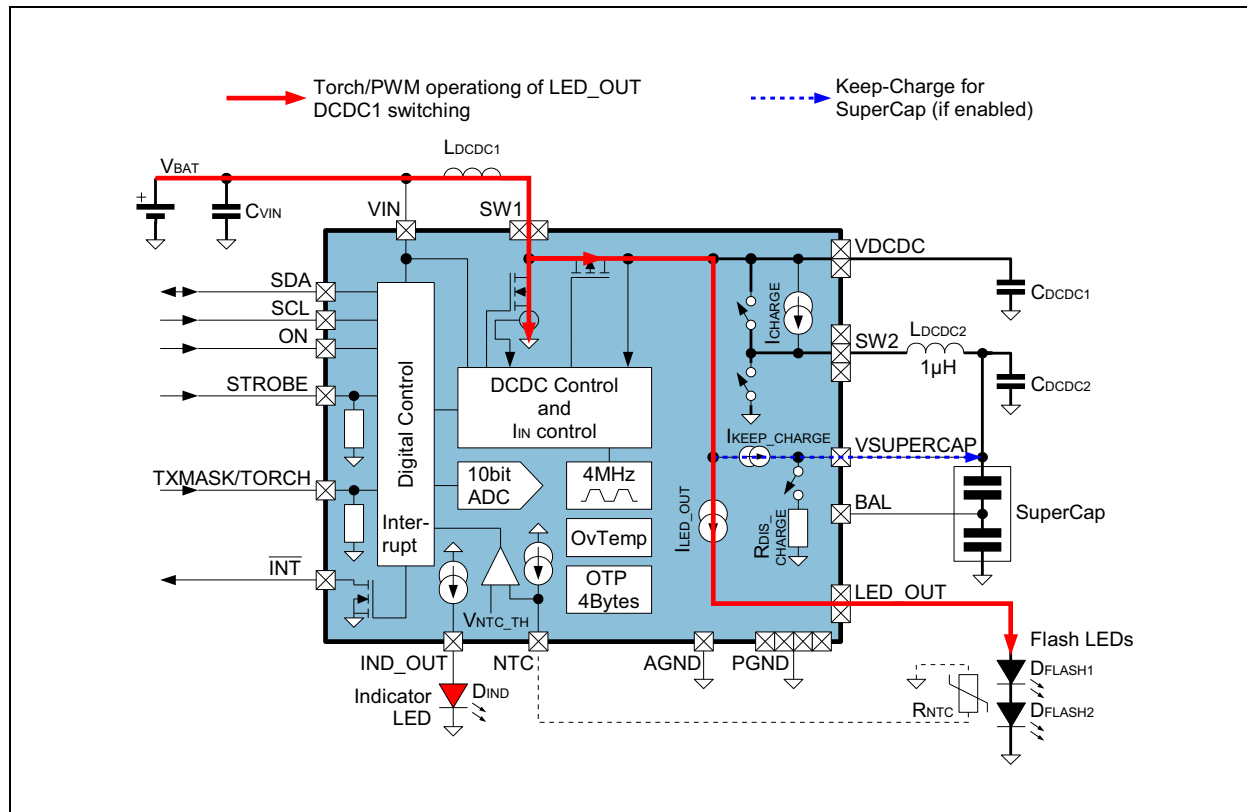 Torch/PWM operationg of LED_OUT
DCDC1 switching
Keep-Charge for
SuperCap (if enabled)
LDCDC1
VBAT
+
CVIN
VIN
SW1
VDCDC
SDA
SCL
ON
STROBE
TXMASK/TORCH
INT
Digital Control
Inter-
rupt
DCDC Control
and
IIN control
10bit
ADC
4MHz
OvTemp
OTP
4Bytes
VNTC_TH
ICHARGE
CDCDC1
SW2
LDCDC2
1µH
CDCDC2
IKEEP_CHARGE
VSUPERCAP
ILED_OUT
RDIS_
CHARGE
BAL
SuperCap
LED_OUT
IND_OUT
NTC
AGND
PGND
Flash LEDs
DFLASH1
DFLASH2
RNTC
Indicator
LED
DIND